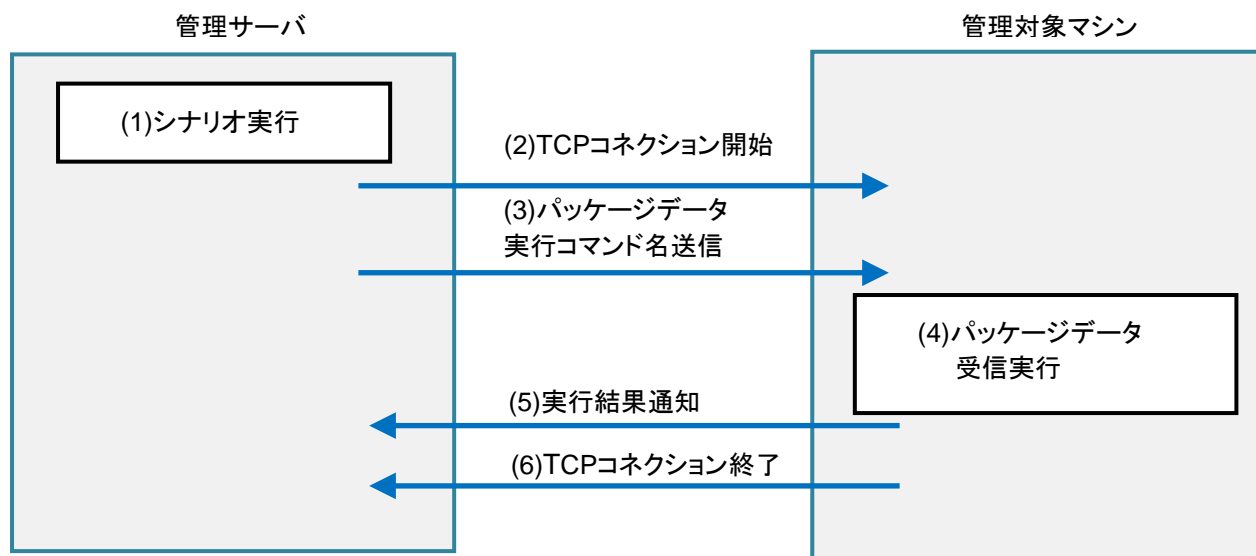 管理サーバ
管理対象マシン
(1)シナリオ実行
(2)TCPコネクション開始
(3)パッケージデータ
実行コマンド名送信
(4)パッケージデータ
受信実行
(5)実行結果通知
(6)TCPコネクション終了